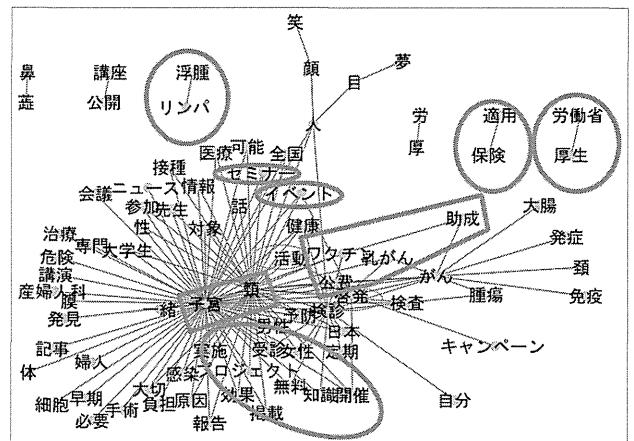 笑
顔
目
夢
人
鼻
蕊
講座
公開
浮腫
リンパ
労
厚
適用
保険
労働省
厚生
医療
可能
全国
接種
セミナー
ニュース
情報
イベント
会議
参加
先生
話
性
対象
健康
助成
大腸
治療
専門
大学生
活動
ワクチン
乳がん
発症
危険
講演
公費
がん
頚
産婦人科
膜
一緒
子宮
頸
啓発
検診
検査
腫瘍
免疫
発見
男性
予防
日本
記事
婦人
実施
受診
女性
定期
キャンペーン
体
感染
プロジェクト
大切
無料
細胞
早期
負担
原因
効果
知識
開催
自分
必要
手術
報告
掲載